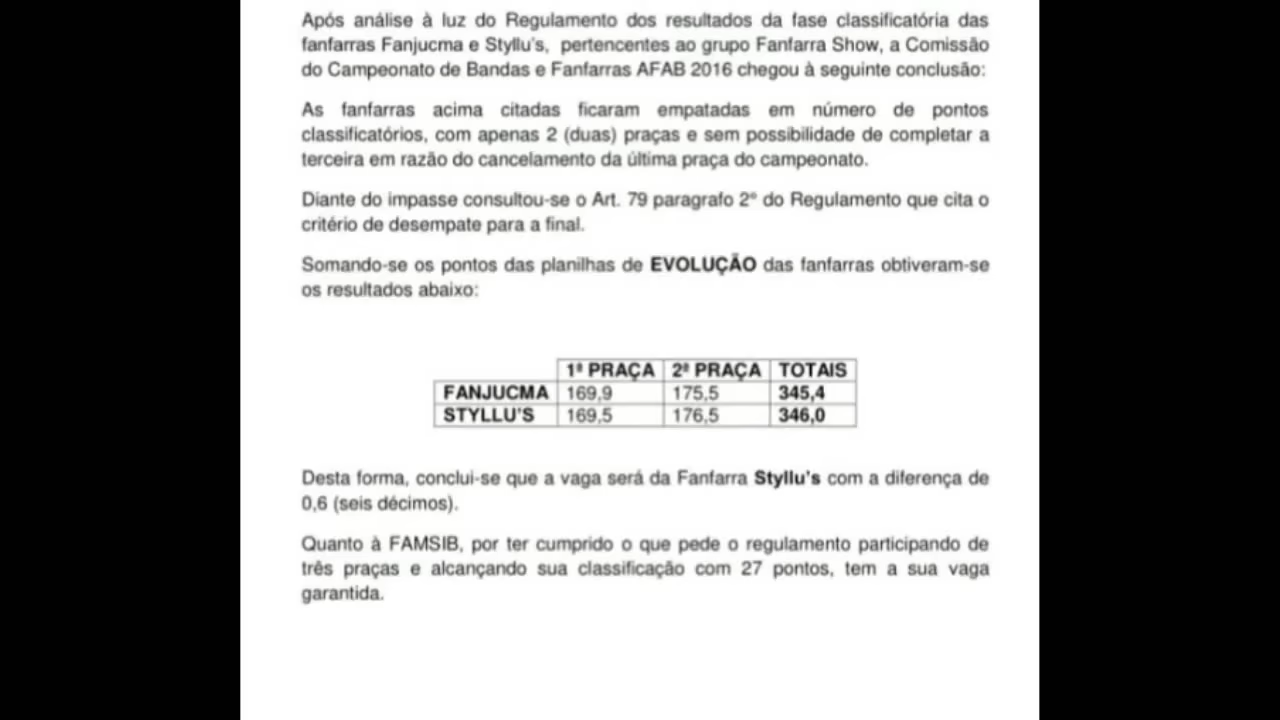 Após análise à luz do Regulamento dos resultados da fase classificatória das
fanfarras Fanjucma e Styllu's, pertencentes ao grupo Fanfarra Show, a Comissão
do Campeonato de Bandas e Fanfarras AFAB 2016 chegou à seguinte conclusão:
As fanfarras acima citadas ficaram empatadas em número de pontos
classificatórios, com apenas 2 (duas) praças e sem possibilidade de completar a
terceira em razão do cancelamento da última praça do campeonato.
Diante do impasse consultou-se o Art. 79 paragrafo 2º do Regulamento que cita o
critério de desempate para a final.
Somando-se os pontos das planilhas de EVOLUÇÃO das fanfarras obtiveram-se
os resultados abaixo:
1ª PRAÇA 2ª PRAÇA TOTAIS
FANJUCMA 169,9 175,5 345,4
STYLLU'S 169,5 176,5 346,0
Desta forma, conclui-se que a vaga será da Fanfarra Styllu's com a diferença de
0,6 (seis décimos).
Quanto à FAMSIB, por ter cumprido o que pede o regulamento participando de
três praças e alcançando sua classificação com 27 pontos, tem a sua vaga
garantida.